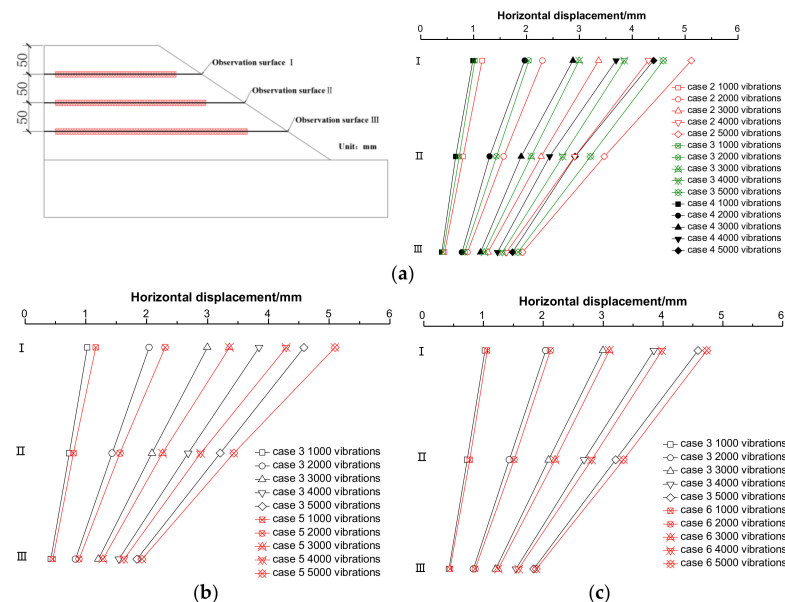 (a)
50
50
50
Observation surface Ⅰ
Observation surface Ⅱ
Observation surface Ⅲ
Unit: mm
Horizontal displacement/mm
0 1 2 3 4 5 6
Ⅰ
Ⅱ
Ⅲ
case 2 1000 vibrations
case 2 2000 vibrations
case 2 3000 vibrations
case 2 4000 vibrations
case 2 5000 vibrations
case 3 1000 vibrations
case 3 2000 vibrations
case 3 3000 vibrations
case 3 4000 vibrations
case 3 5000 vibrations
case 4 1000 vibrations
case 4 2000 vibrations
case 4 3000 vibrations
case 4 4000 vibrations
case 4 5000 vibrations
Horizontal displacement/mm
0 1 2 3 4 5 6
Ⅰ
Ⅱ
Ⅲ
case 3 1000 vibrations
case 3 2000 vibrations
case 3 3000 vibrations
case 3 4000 vibrations
case 3 5000 vibrations
case 5 1000 vibrations
case 5 2000 vibrations
case 5 3000 vibrations
case 5 4000 vibrations
case 5 5000 vibrations
(b)
Horizontal displacement/mm
0 1 2 3 4 5 6
Ⅰ
Ⅱ
Ⅲ
case 3 1000 vibrations
case 3 2000 vibrations
case 3 3000 vibrations
case 3 4000 vibrations
case 3 5000 vibrations
case 6 1000 vibrations
case 6 2000 vibrations
case 6 3000 vibrations
case 6 4000 vibrations
case 6 5000 vibrations
(c)